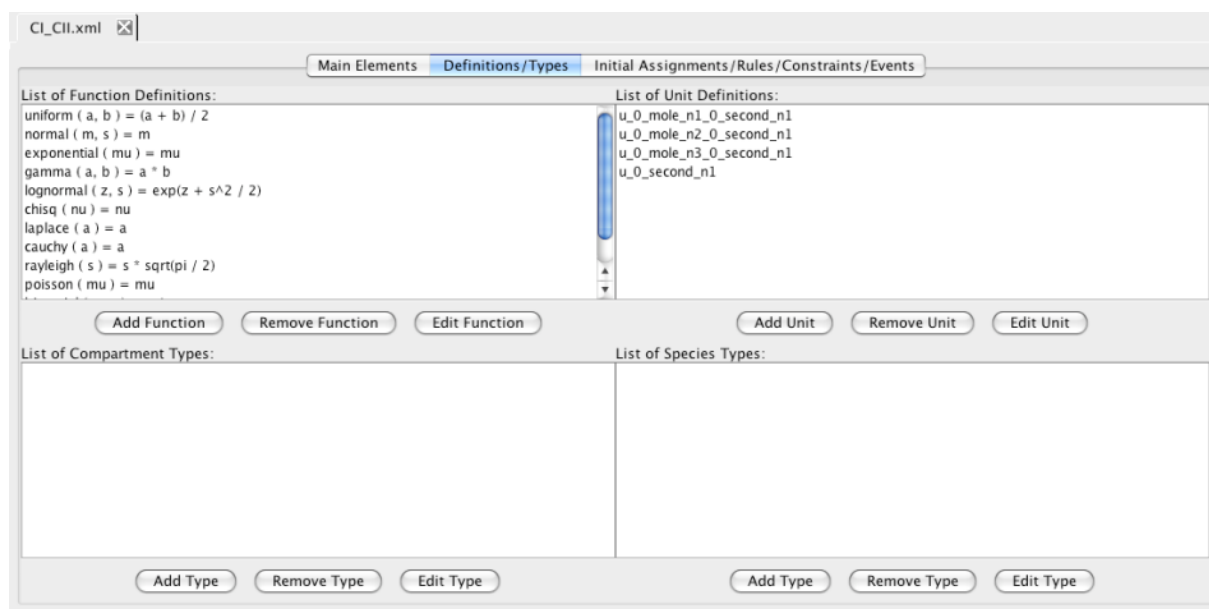 CI_CII.xml
Main Elements Definitions/Types Initial Assignments/Rules/Constraints/Events
List of Function Definitions:
uniform ( a, b ) = (a + b) / 2
normal ( m, s ) = m
exponential ( mu ) = mu
gamma ( a, b ) = a * b
lognormal ( z, s ) = exp(z + s^2 / 2)
chisq ( nu ) = nu
laplace ( a ) = a
cauchy ( a ) = a
rayleigh ( s ) = s * sqrt(pi / 2)
poisson ( mu ) = mu
Add Function Remove Function Edit Function
List of Unit Definitions:
u_0_mole_n1_0_second_n1
u_0_mole_n2_0_second_n1
u_0_mole_n3_0_second_n1
u_0_second_n1
Add Unit Remove Unit Edit Unit
List of Compartment Types:
Add Type Remove Type Edit Type
List of Species Types:
Add Type Remove Type Edit Type